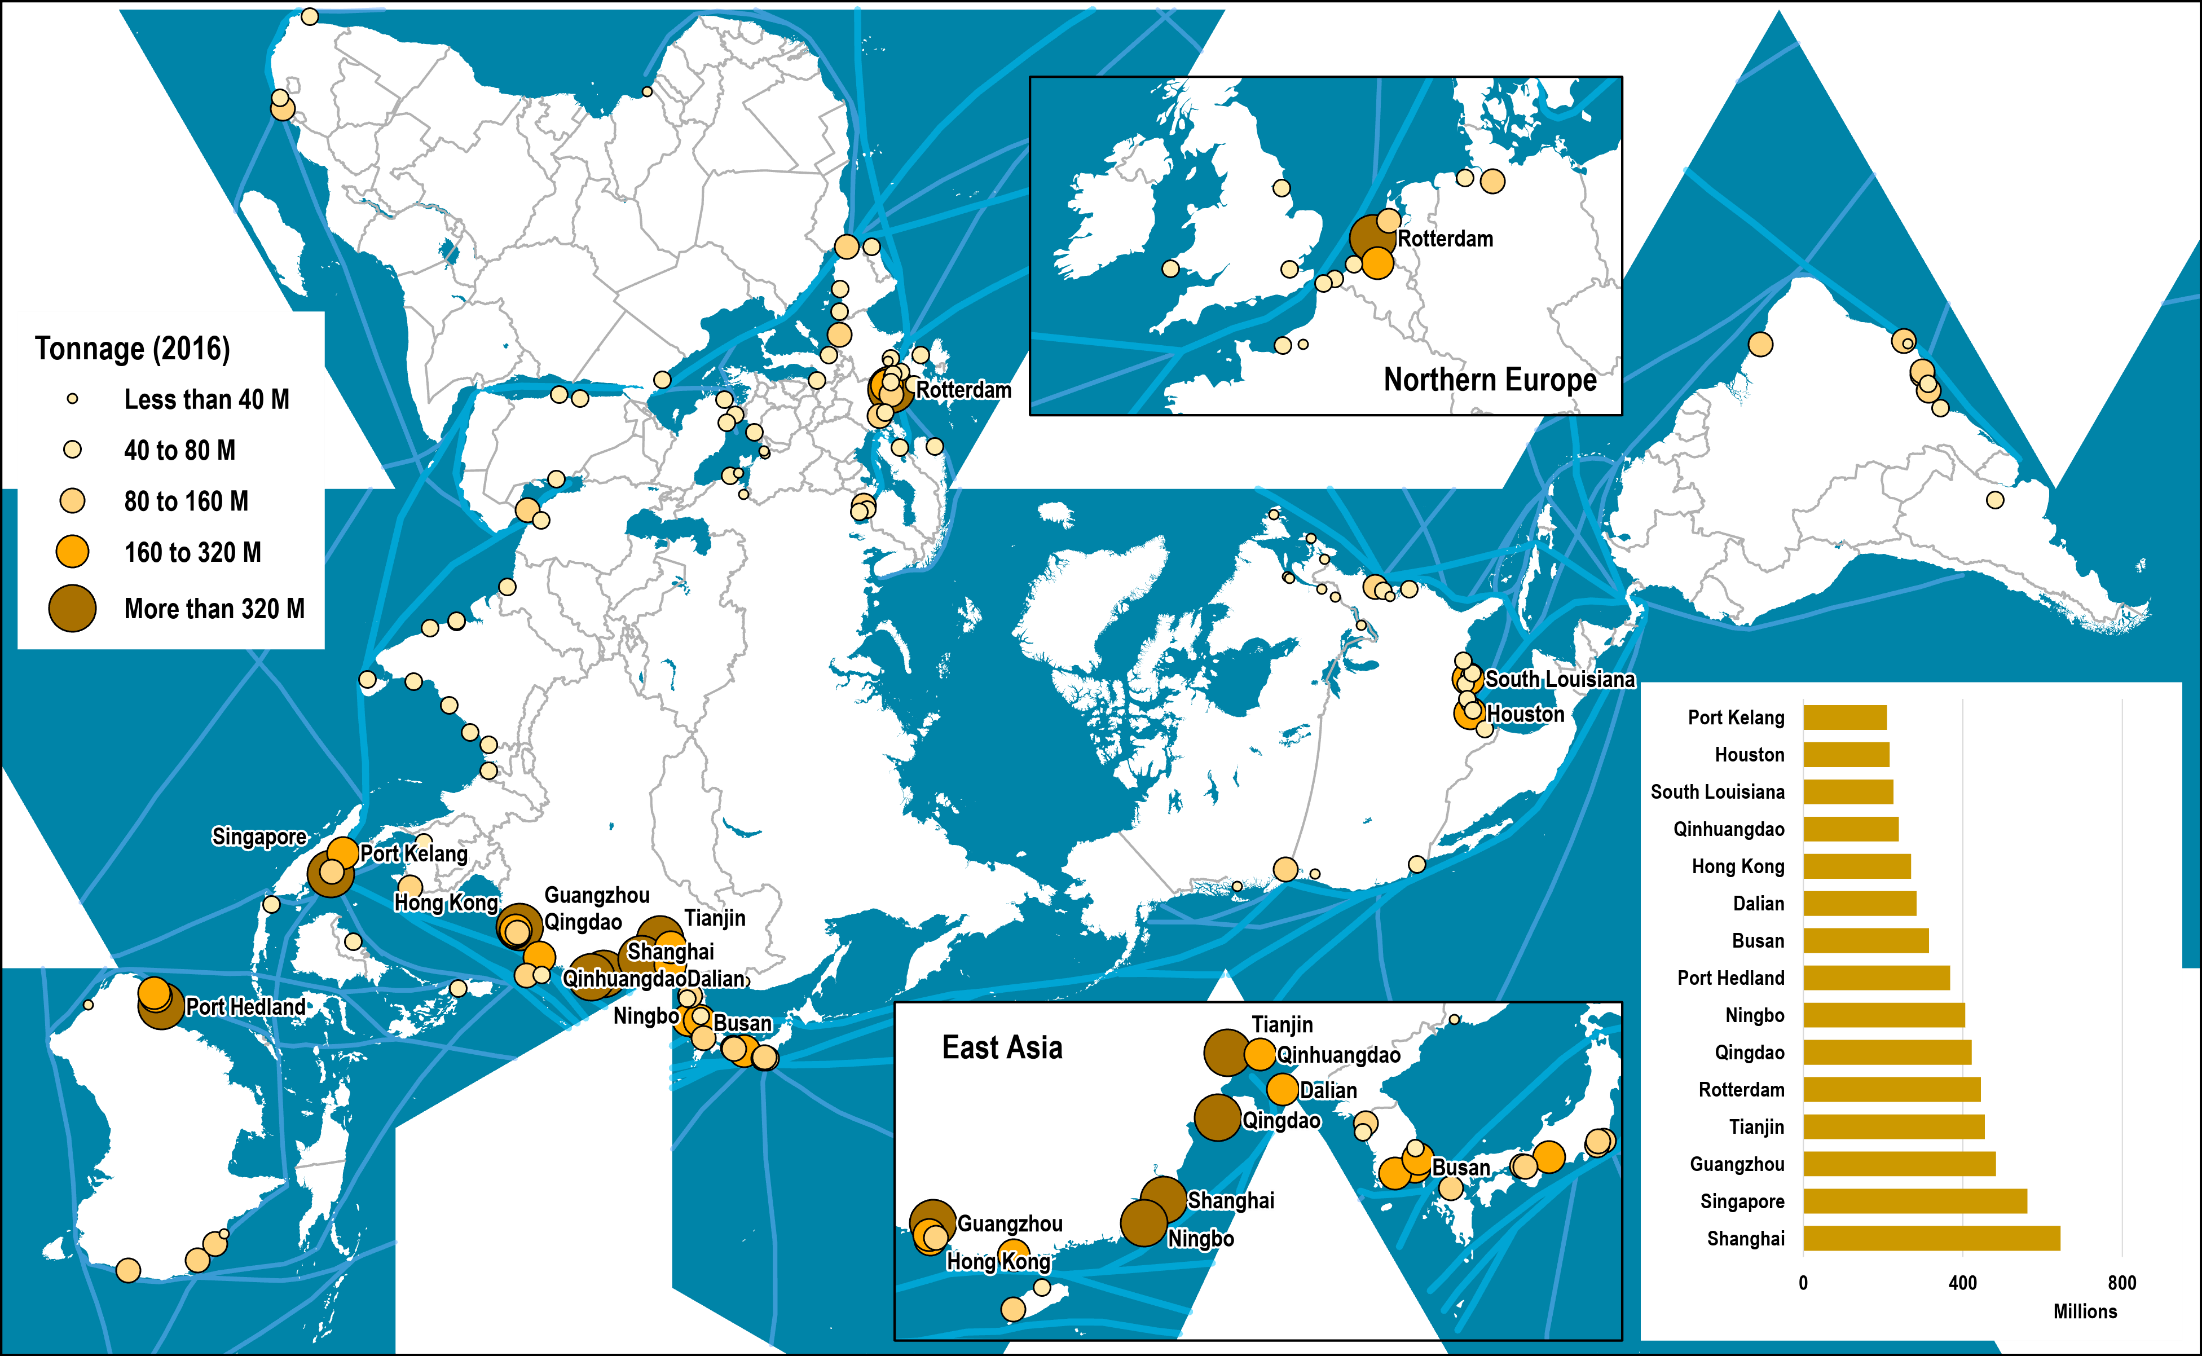 Tonnage (2016)
Less than 40 M
40 to 80 M
80 to 160 M
160 to 320 M
More than 320 M
Rotterdam
Rotterdam
Northern Europe
South Louisiana
Houston
Singapore
Port Kelang
Hong Kong
Guangzhou
Qingdao
Tianjin
Shanghai
Qinhuangdao
Dalian
Ningbo
Busan
Port Hedland
East Asia
Tianjin
Qinhuangdao
Dalian
Qingdao
Busan
Shanghai
Ningbo
Guangzhou
Hong Kong
Port Kelang
Houston
South Louisiana
Qinhuangdao
Hong Kong
Dalian
Busan
Port Hedland
Ningbo
Qingdao
Rotterdam
Tianjin
Guangzhou
Singapore
Shanghai
0 400 800
Millions